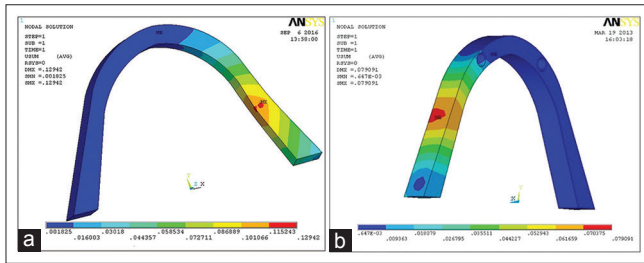 NODAL SOLUTION
STEP=1
SUB =1
TIME=1
USUM (AVG)
RSYS=0
DMX =.12942
SMN =.001825
SMX =.12942
ANSYS
SEP 6 2016
13:58:00
MX
Y
Z X
.001825 .03018 .058534 .086889 .115243
.016003 .044357 .072711 .101066 .12942
a
NODAL SOLUTION
STEP=1
SUB =1
TIME=1
USUM (AVG)
RSYS=0
DMX =.079091
SMN =.647E-03
SMX =.079091
ANSYS
MAR 19 2013
16:03:18
.647E-03 .018079 .035511 .052943 .070375
.009363 .026795 .044227 .061659 .079091
b